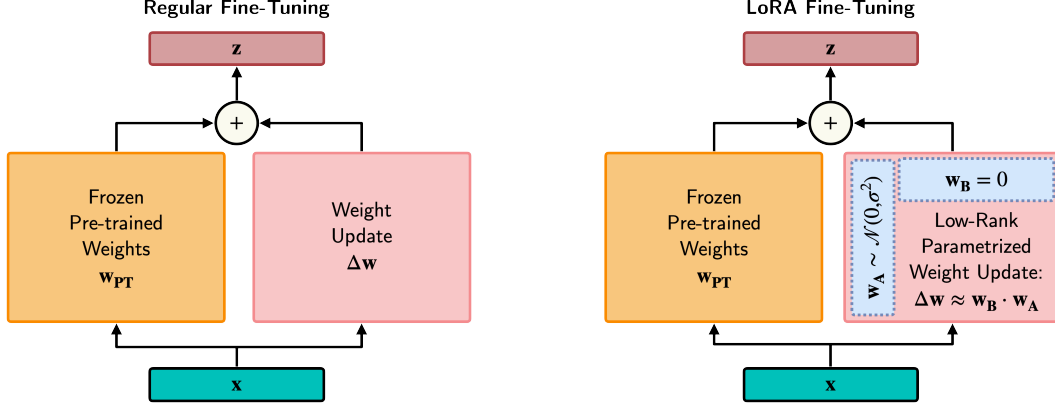 Regular Fine-Tuning
z
+
Frozen
Pre-trained
Weights
w_PT
Weight
Update
Δw
x
LoRA Fine-Tuning
z
+
Frozen
Pre-trained
Weights
w_PT
w_A ~ 𝒩(0,σ²)
w_B = 0
Low-Rank
Parametrized
Weight Update:
Δw ≈ w_B · w_A
x